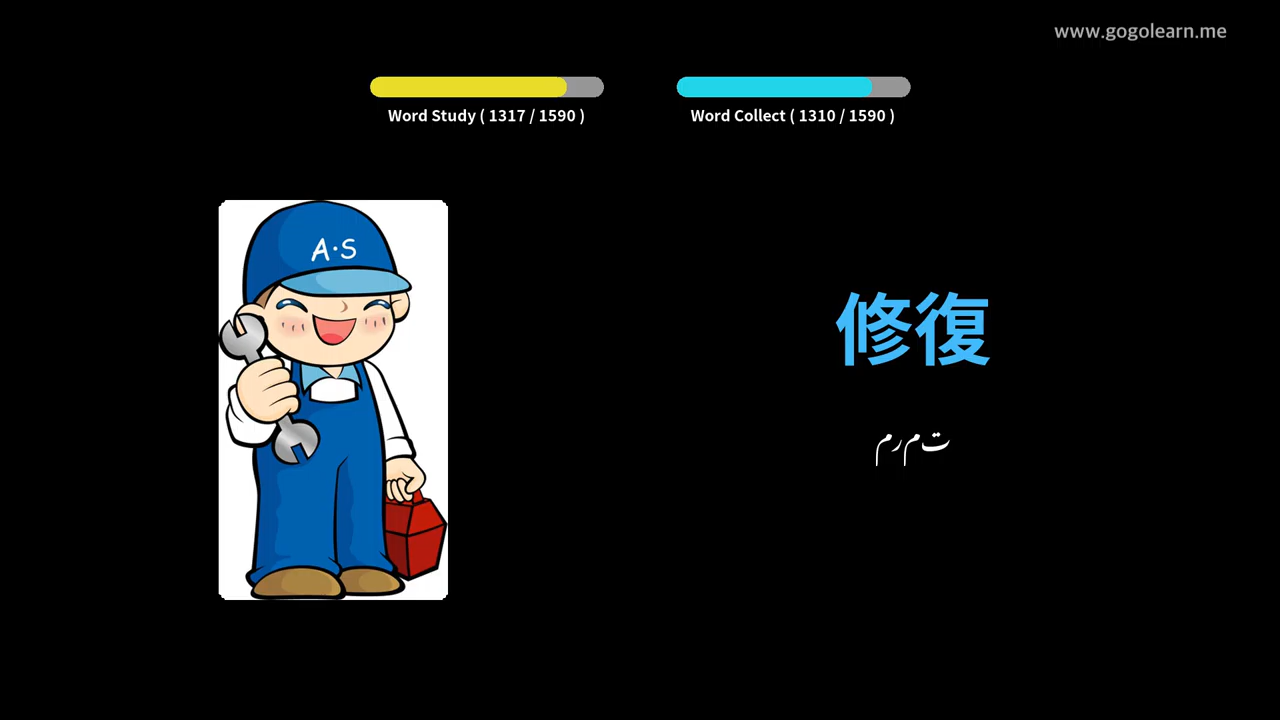 www.gogolearn.me
Word Study ( 1317 / 1590 )
Word Collect ( 1310 / 1590 )
A·S
修復
مرمت